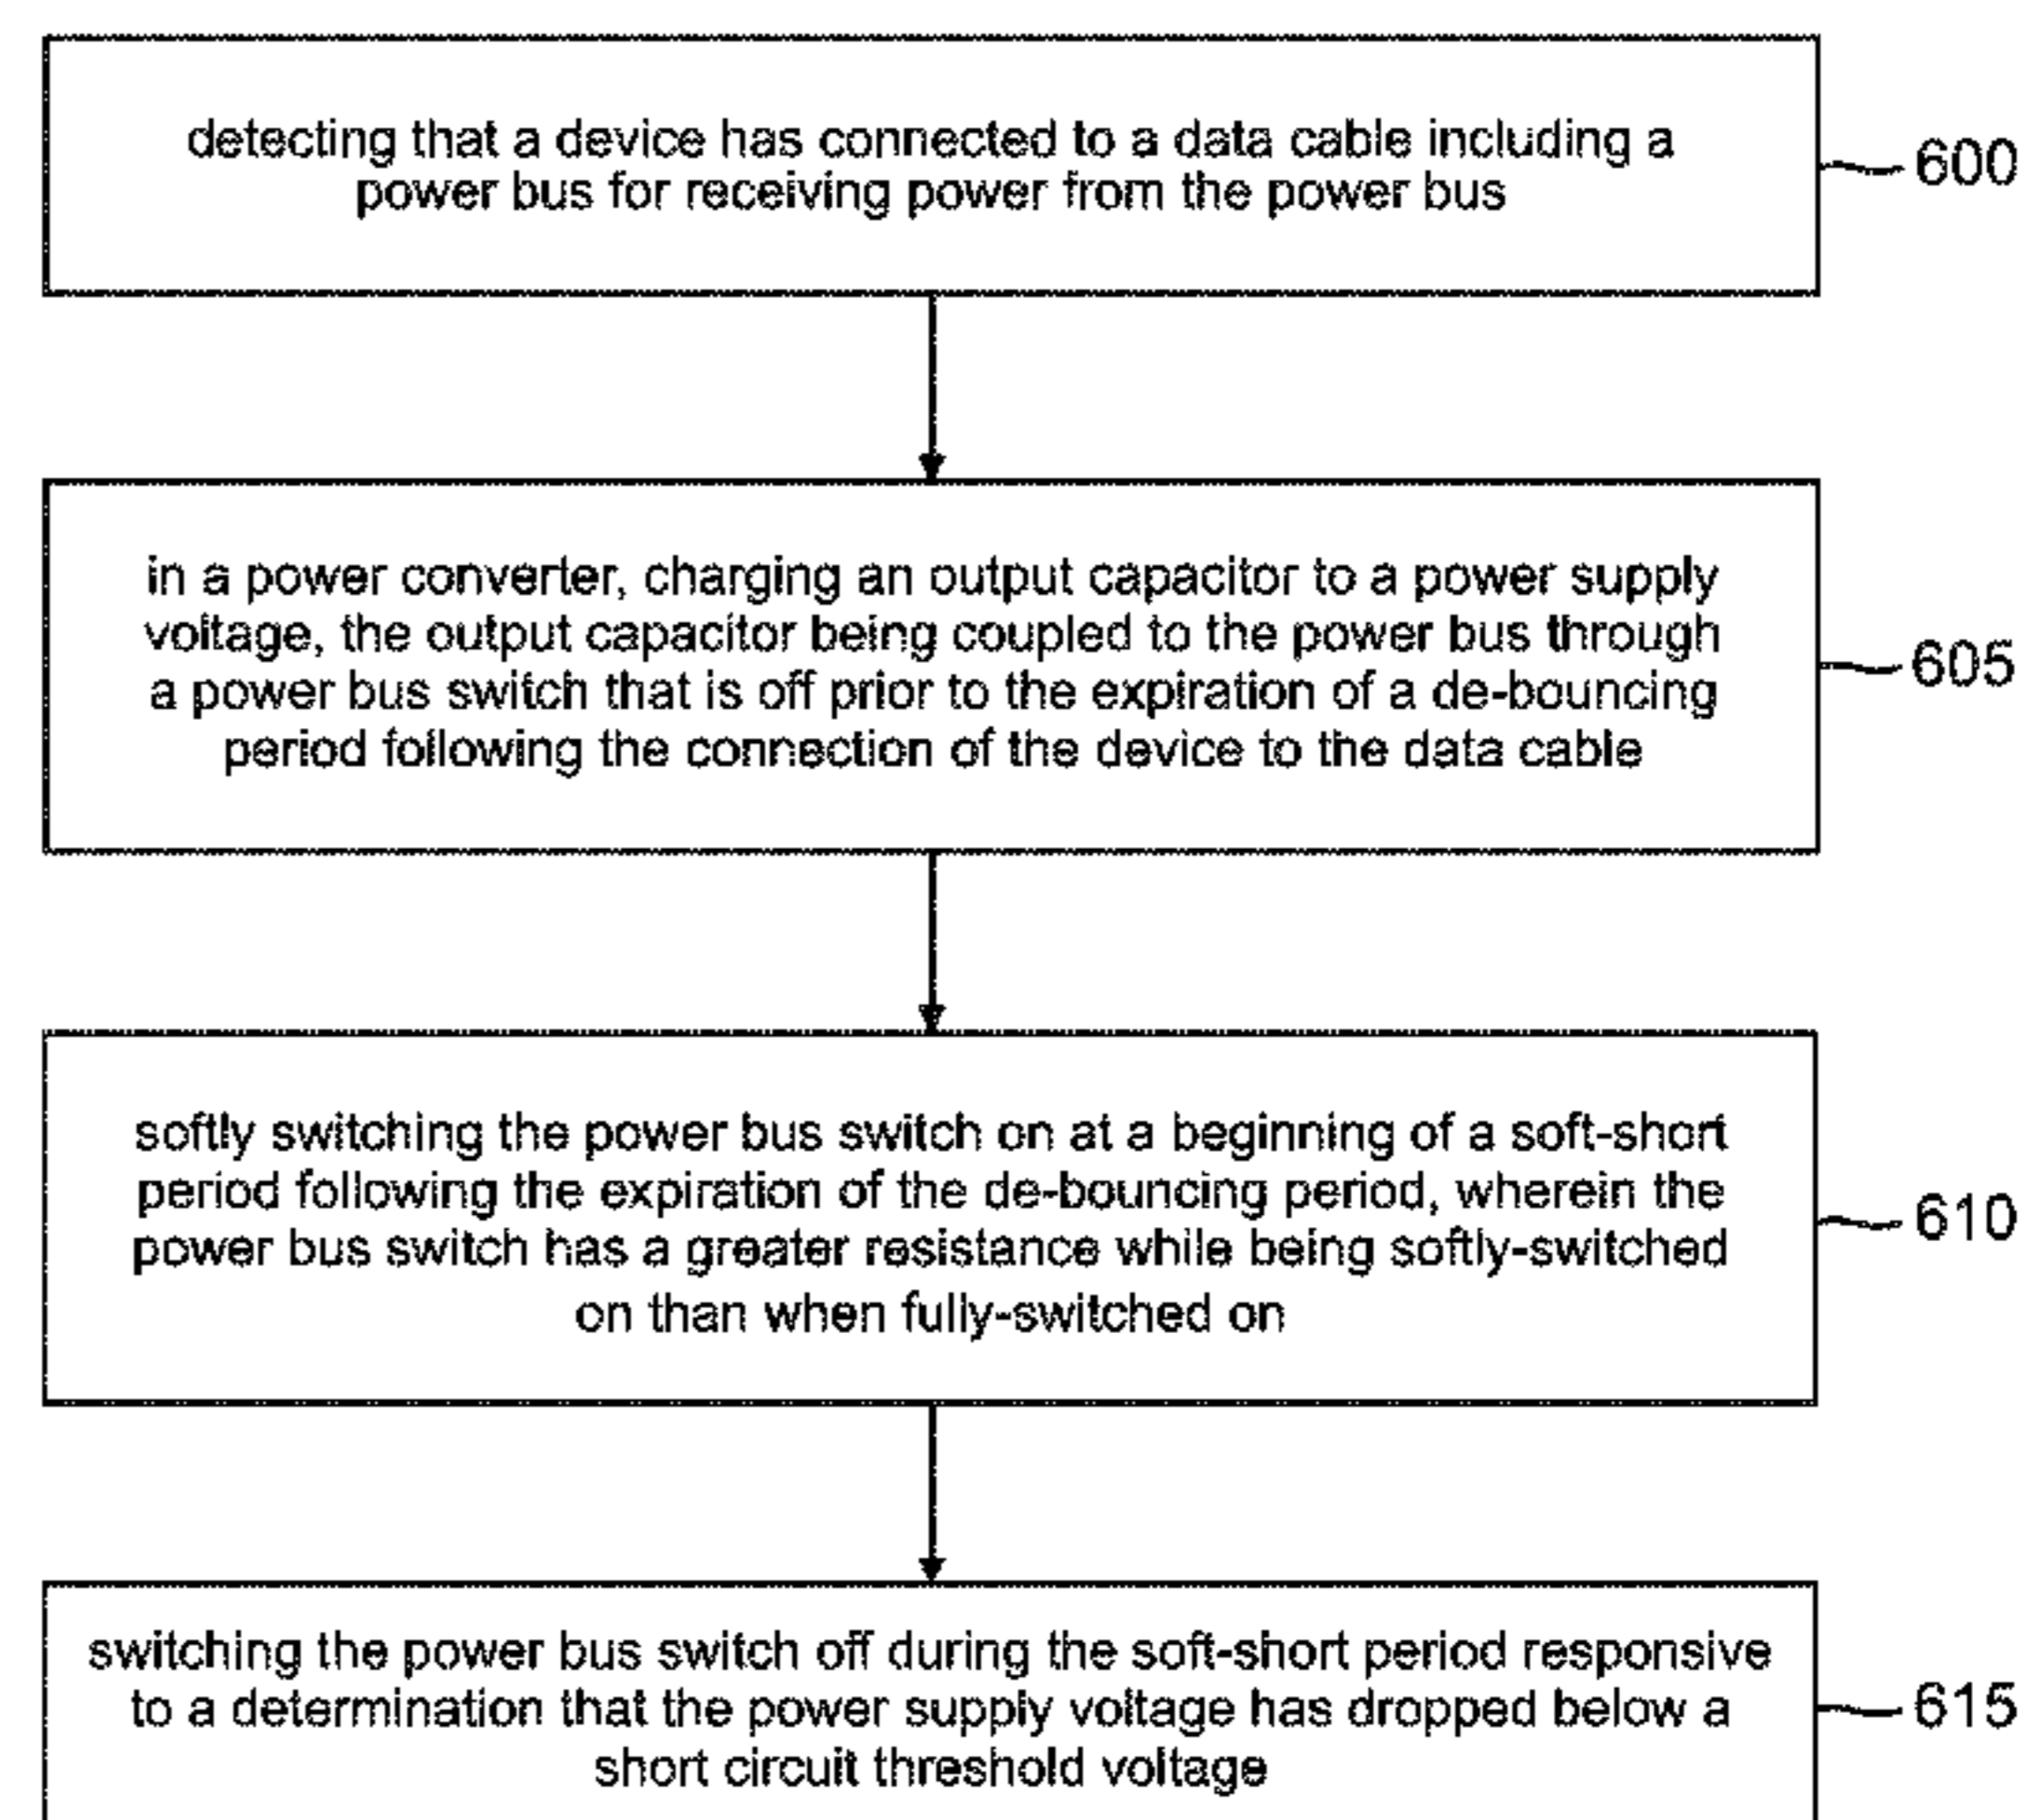 detecting that a device has connected to a data cable including a
power bus for receiving power from the power bus
600
in a power converter, charging an output capacitor to a power supply
voltage, the output capacitor being coupled to the power bus through
a power bus switch that is off prior to the expiration of a de-bouncing
period following the connection of the device to the data cable
605
softly switching the power bus switch on at a beginning of a soft-short
period following the expiration of the de-bouncing period, wherein the
power bus switch has a greater resistance while being softly-switched
on than when fully-switched on
610
switching the power bus switch off during the soft-short period responsive
to a determination that the power supply voltage has dropped below a
short circuit threshold voltage
615